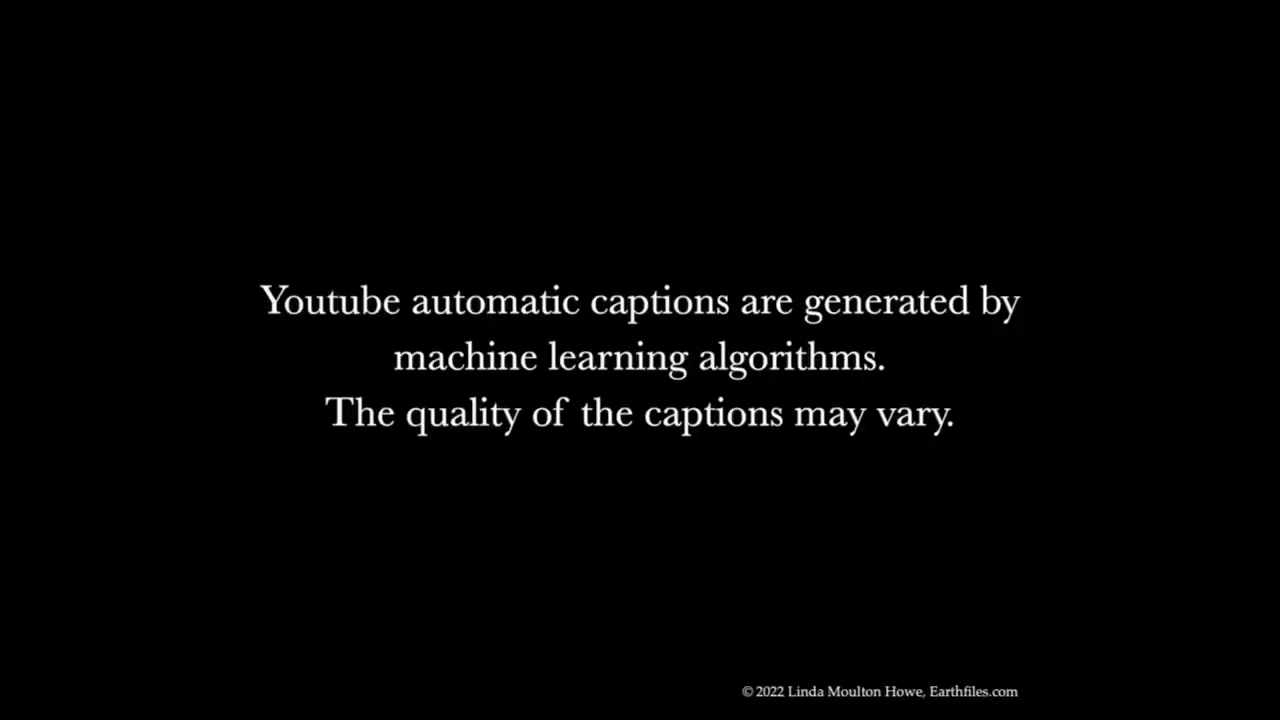 Youtube automatic captions are generated by
machine learning algorithms.
The quality of the captions may vary.
© 2022 Linda Moulton Howe, Earthfiles.com